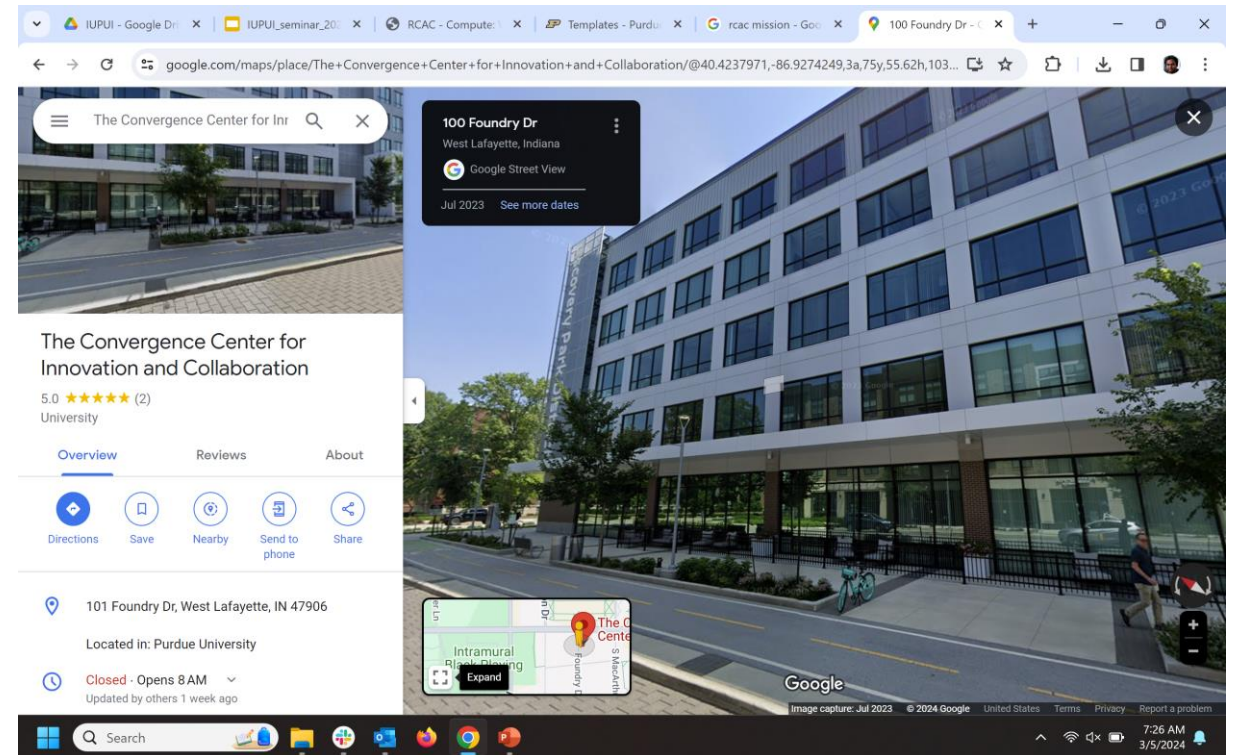 IUPUI - Google Dri
IUPUI_seminar_202
RCAC - Compute:
Templates - Purdu
rcac mission - Goo
100 Foundry Dr - G
google.com/maps/place/The+Convergence+Center+for+Innovation+and+Collaboration/@40.4237971,-86.9274249,3a,75y,55.62h,103...
The Convergence Center for Inr
100 Foundry Dr
West Lafayette, Indiana
Google Street View
Jul 2023 See more dates
© 2023 Google
Discovery Park
The Convergence Center for
Innovation and Collaboration
5.0 ★★★★★ (2)
University
Overview Reviews About
Directions Save Nearby Send to phone Share
101 Foundry Dr, West Lafayette, IN 47906
Located in: Purdue University
Closed · Opens 8 AM
Updated by others 1 week ago
The C
Cente
Intramural
Expand
Foundry D
S MacArth
Google
Image capture: Jul 2023 © 2024 Google United States Terms Privacy Report a problem
Search
7:26 AM
3/5/2024